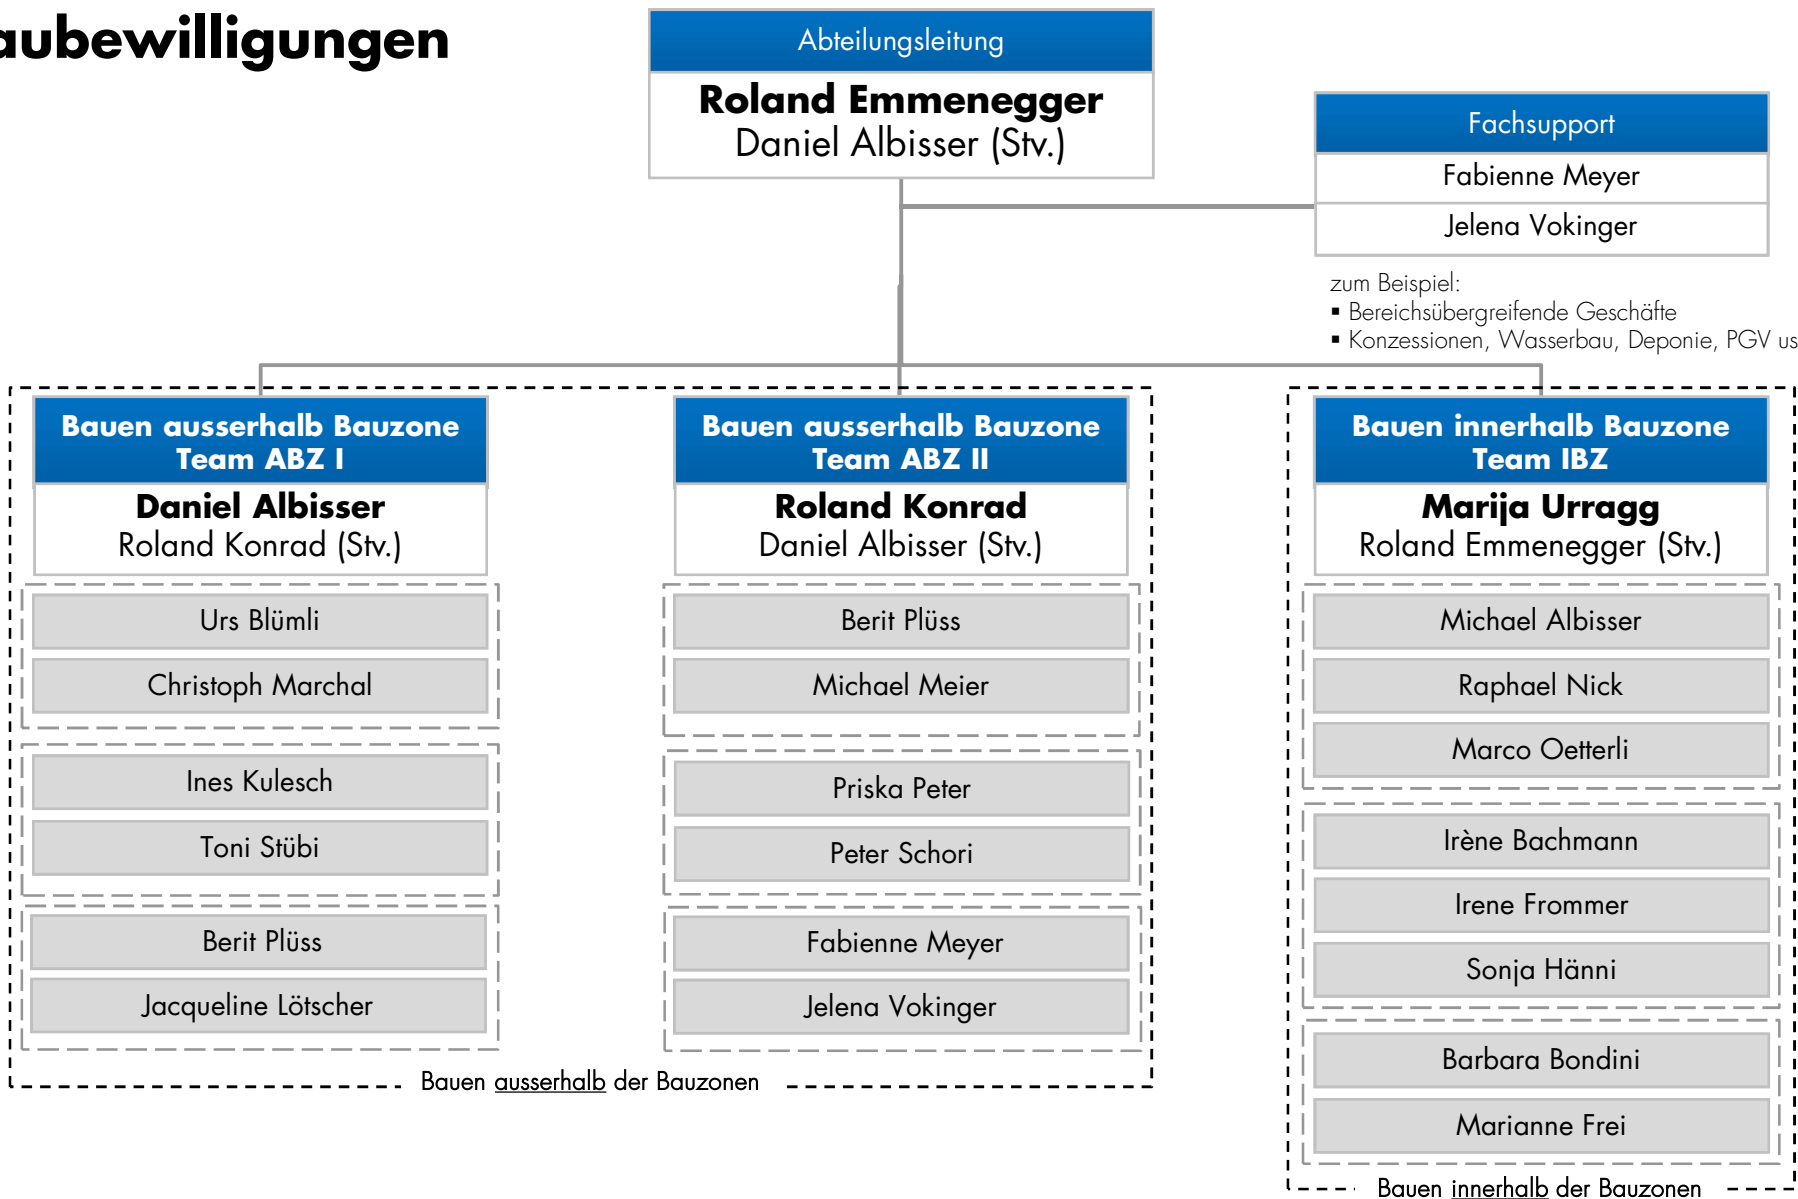 aubewilligungen
Abteilungsleitung
Roland Emmenegger
Daniel Albisser (Stv.)
Fachsupport
Fabienne Meyer
Jelena Vokinger
zum Beispiel:
▪ Bereichsübergreifende Geschäfte
▪ Konzessionen, Wasserbau, Deponie, PGV us
Bauen ausserhalb Bauzone
Team ABZ I
Daniel Albisser
Roland Konrad (Stv.)
Urs Blümli
Christoph Marchal
Ines Kulesch
Toni Stübi
Berit Plüss
Jacqueline Lötscher
Bauen ausserhalb Bauzone
Team ABZ II
Roland Konrad
Daniel Albisser (Stv.)
Berit Plüss
Michael Meier
Priska Peter
Peter Schori
Fabienne Meyer
Jelena Vokinger
Bauen ausserhalb der Bauzonen
Bauen innerhalb Bauzone
Team IBZ
Marija Urragg
Roland Emmenegger (Stv.)
Michael Albisser
Raphael Nick
Marco Oetterli
Irène Bachmann
Irene Frommer
Sonja Hänni
Barbara Bondini
Marianne Frei
Bauen innerhalb der Bauzonen